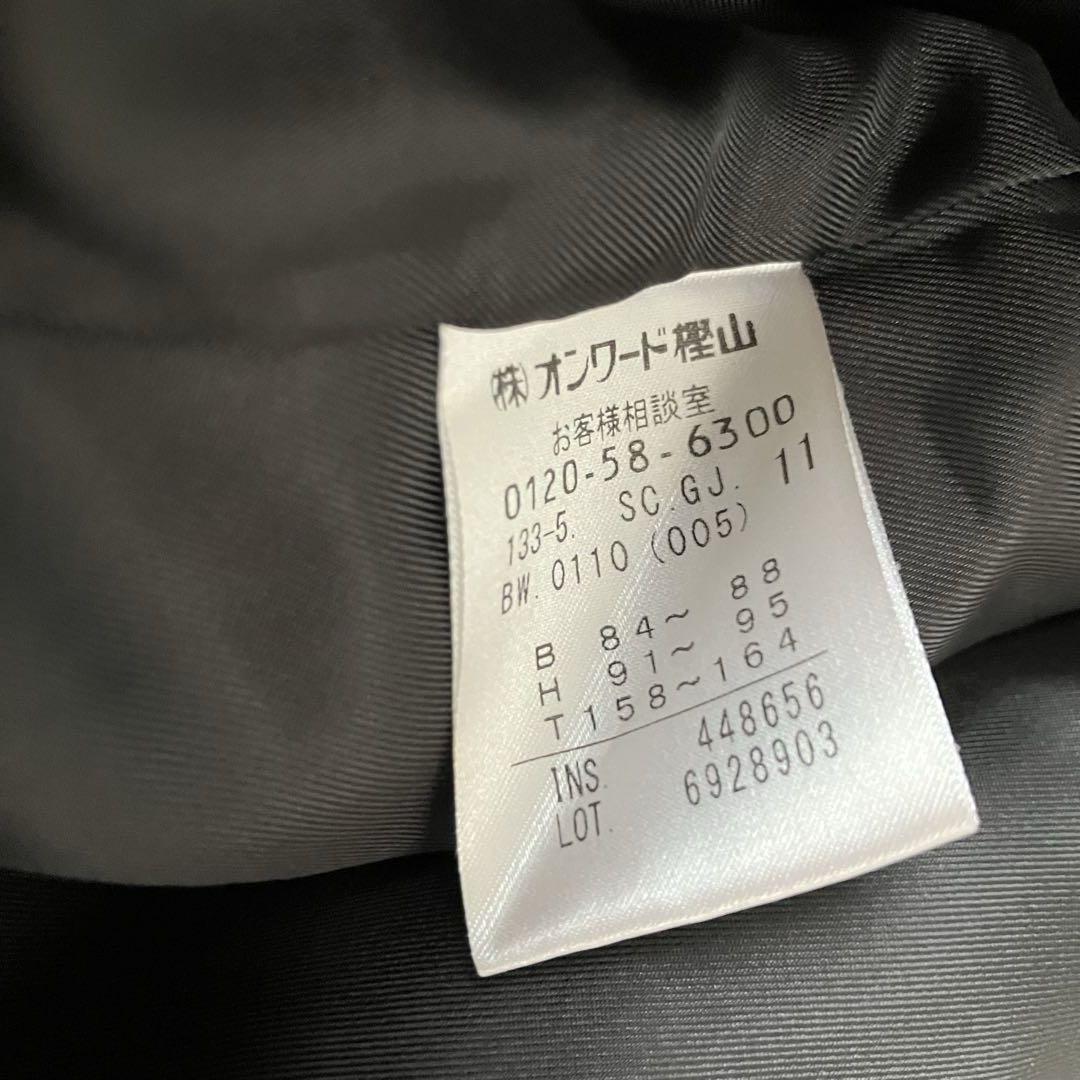 ㈱オンワード樫山
お客様相談室
0120-58-6300
133-5. SC.GJ. 11
BW. 0110 (005)
B 84~ 88
H 91~ 95
T 158~164
INS. 448656
LOT. 6928903